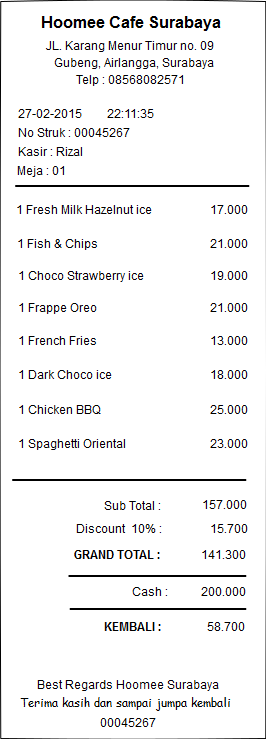 Hoomee Cafe Surabaya
JL. Karang Menur Timur no. 09
Gubeng, Airlangga, Surabaya
Telp : 08568082571
27-02-2015 22:11:35
No Struk : 00045267
Kasir : Rizal
Meja : 01
1 Fresh Milk Hazelnut ice 17.000
1 Fish & Chips 21.000
1 Choco Strawberry ice 19.000
1 Frappe Oreo 21.000
1 French Fries 13.000
1 Dark Choco ice 18.000
1 Chicken BBQ 25.000
1 Spaghetti Oriental 23.000
Sub Total : 157.000
Discount 10% : 15.700
GRAND TOTAL : 141.300
Cash : 200.000
KEMBALI : 58.700
Best Regards Hoomee Surabaya
Terima kasih dan sampai jumpa kembali
00045267